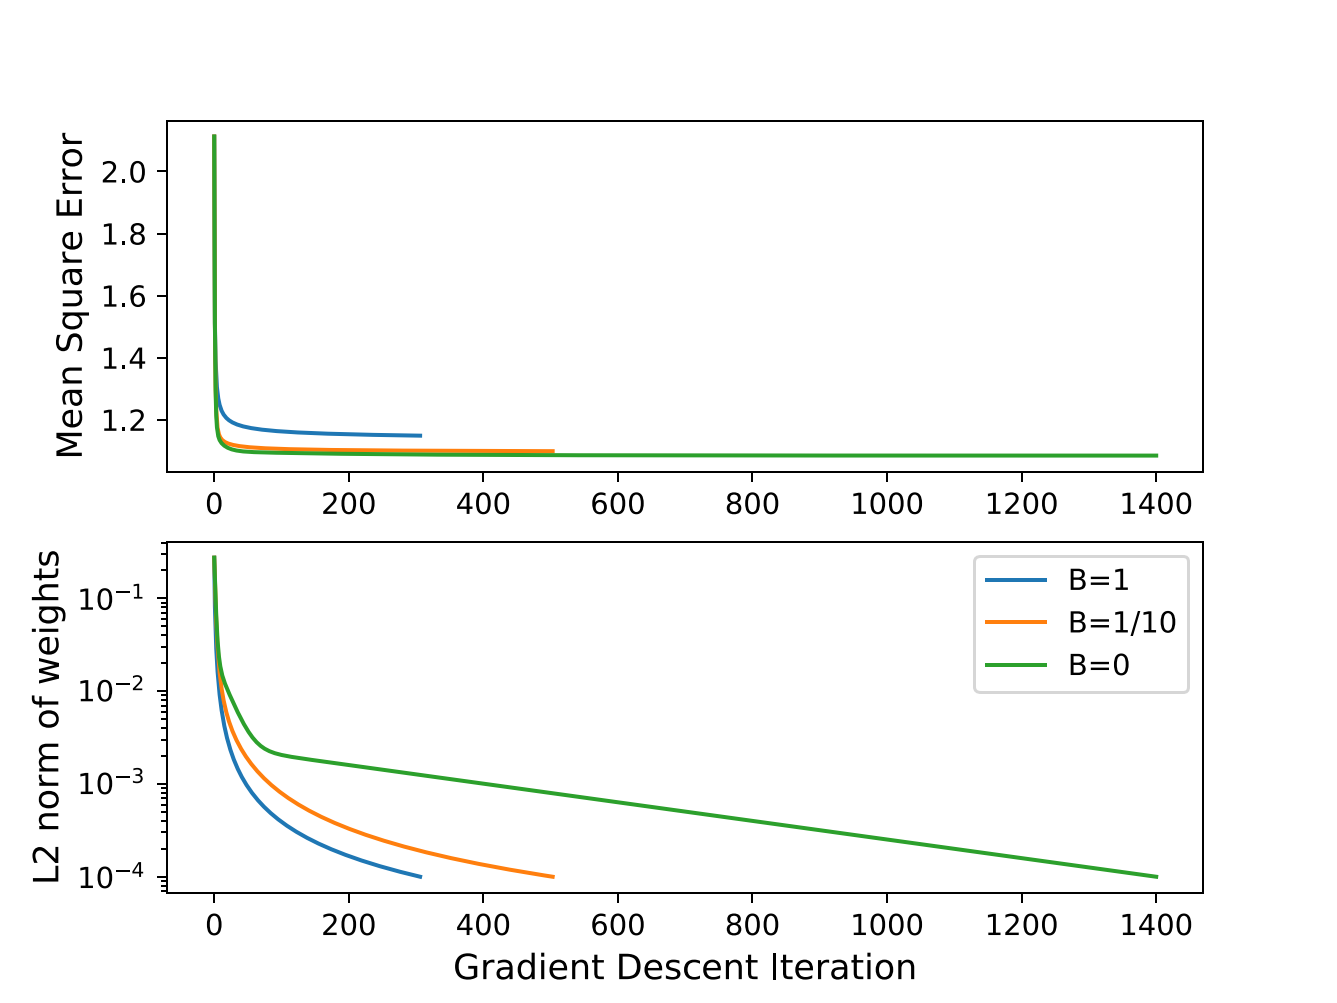 Mean Square Error
2.0
1.8
1.6
1.4
1.2
0 200 400 600 800 1000 1200 1400
L2 norm of weights
10⁻¹
10⁻²
10⁻³
10⁻⁴
B=1
B=1/10
B=0
0 200 400 600 800 1000 1200 1400
Gradient Descent Iteration